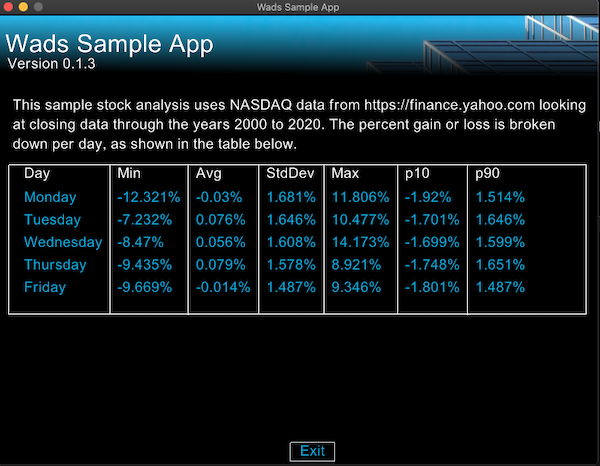 Wads Sample App
Wads Sample App
Version 0.1.3
This sample stock analysis uses NASDAQ data from https://finance.yahoo.com looking
at closing data through the years 2000 to 2020. The percent gain or loss is broken
down per day, as shown in the table below.
Day Min Avg StdDev Max p10 p90
Monday -12.321% -0.03% 1.681% 11.806% -1.92% 1.514%
Tuesday -7.232% 0.076% 1.646% 10.477% -1.701% 1.646%
Wednesday -8.47% 0.056% 1.608% 14.173% -1.699% 1.599%
Thursday -9.435% 0.079% 1.578% 8.921% -1.748% 1.651%
Friday -9.669% -0.014% 1.487% 9.346% -1.801% 1.487%
Exit